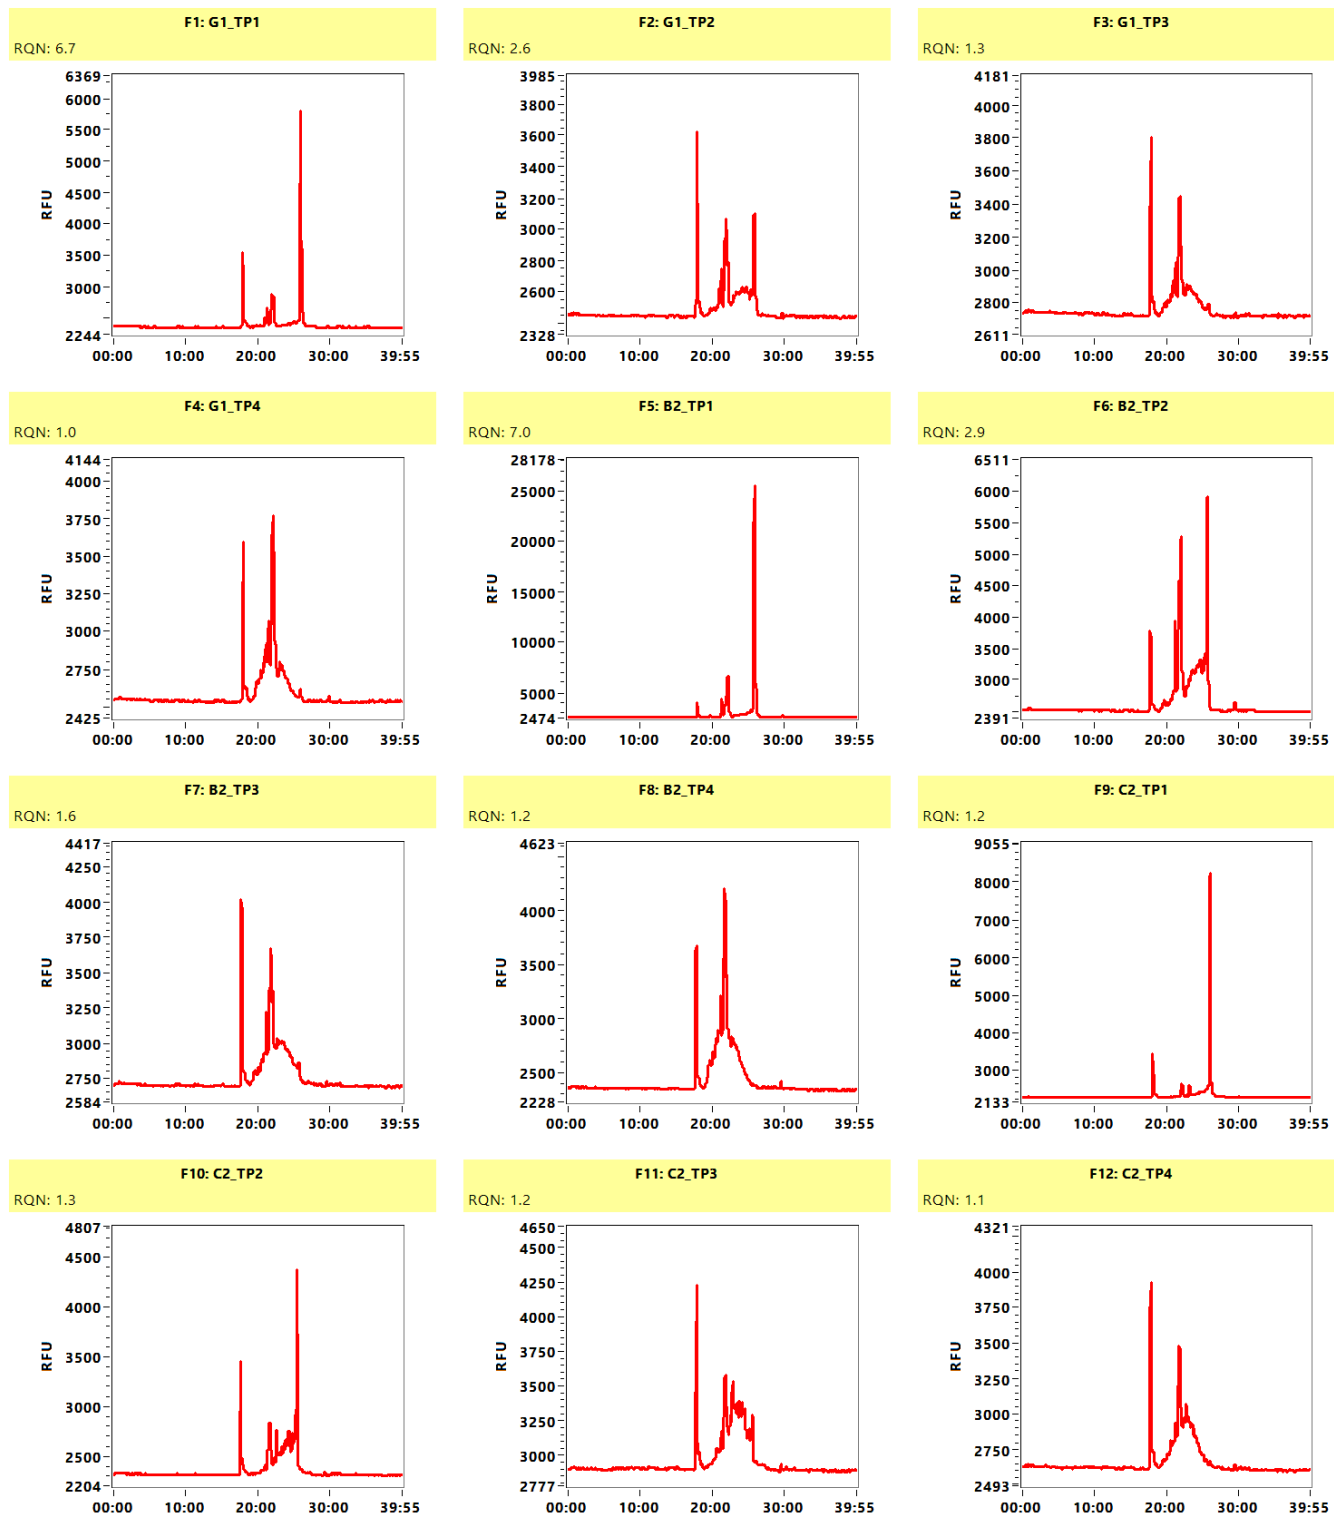 F1: G1_TP1
RQN: 6.7
6369
6000
5500
5000
4500
4000
3500
3000
2244
RFU
00:00 10:00 20:00 30:00 39:55
F2: G1_TP2
RQN: 2.6
3985
3800
3600
3400
3200
3000
2800
2600
2328
RFU
00:00 10:00 20:00 30:00 39:55
F3: G1_TP3
RQN: 1.3
4181
4000
3800
3600
3400
3200
3000
2800
2611
RFU
00:00 10:00 20:00 30:00 39:55
F4: G1_TP4
RQN: 1.0
4144
4000
3750
3500
3250
3000
2750
2425
RFU
00:00 10:00 20:00 30:00 39:55
F5: B2_TP1
RQN: 7.0
28178
25000
20000
15000
10000
5000
2474
RFU
00:00 10:00 20:00 30:00 39:55
F6: B2_TP2
RQN: 2.9
6511
6000
5500
5000
4500
4000
3500
3000
2391
RFU
00:00 10:00 20:00 30:00 39:55
F7: B2_TP3
RQN: 1.6
4417
4250
4000
3750
3500
3250
3000
2750
2584
RFU
00:00 10:00 20:00 30:00 39:55
F8: B2_TP4
RQN: 1.2
4623
4000
3500
3000
2500
2228
RFU
00:00 10:00 20:00 30:00 39:55
F9: C2_TP1
RQN: 1.2
9055
8000
7000
6000
5000
4000
3000
2133
RFU
00:00 10:00 20:00 30:00 39:55
F10: C2_TP2
RQN: 1.3
4807
4500
4000
3500
3000
2500
2204
RFU
00:00 10:00 20:00 30:00 39:55
F11: C2_TP3
RQN: 1.2
4650
4500
4250
4000
3750
3500
3250
3000
2777
RFU
00:00 10:00 20:00 30:00 39:55
F12: C2_TP4
RQN: 1.1
4321
4000
3750
3500
3250
3000
2750
2493
RFU
00:00 10:00 20:00 30:00 39:55